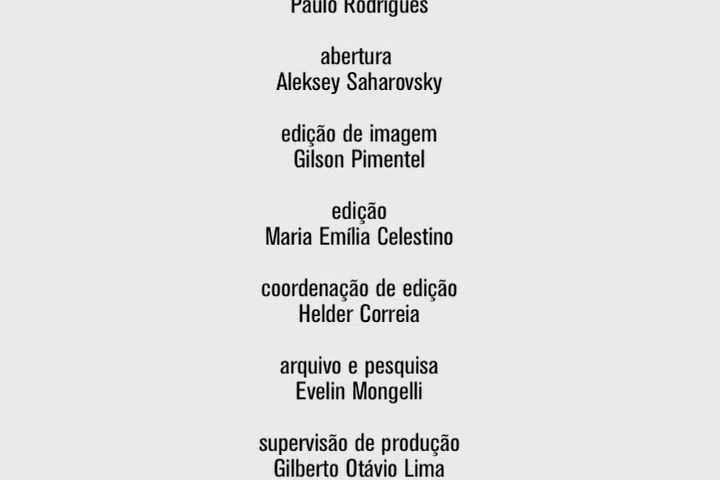 Paulo Rodrigues
abertura
Aleksey Saharovsky
edição de imagem
Gilson Pimentel
edição
Maria Emília Celestino
coordenação de edição
Helder Correia
arquivo e pesquisa
Evelin Mongelli
supervisão de produção
Gilberto Otávio Lima